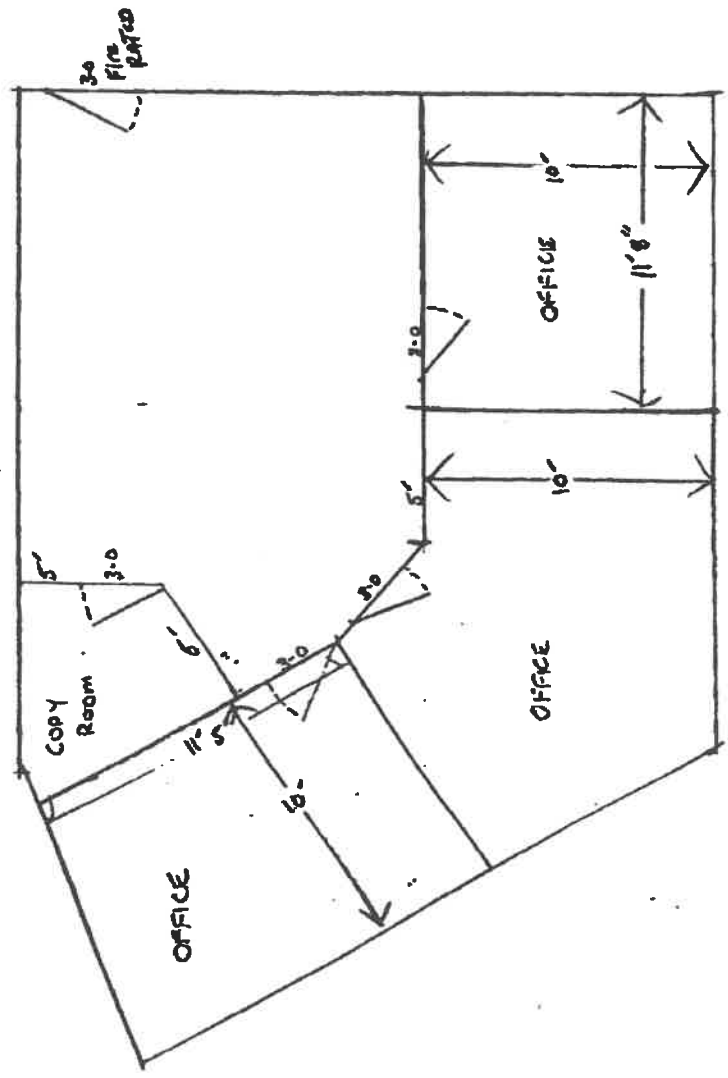 3-0
FIRE
RATED
5'
3-0
COPY
ROOM
6'
3-0
11'
5
10'
OFFICE
3-0
5'
3-0
10'
10'
11'8"
OFFICE
OFFICE